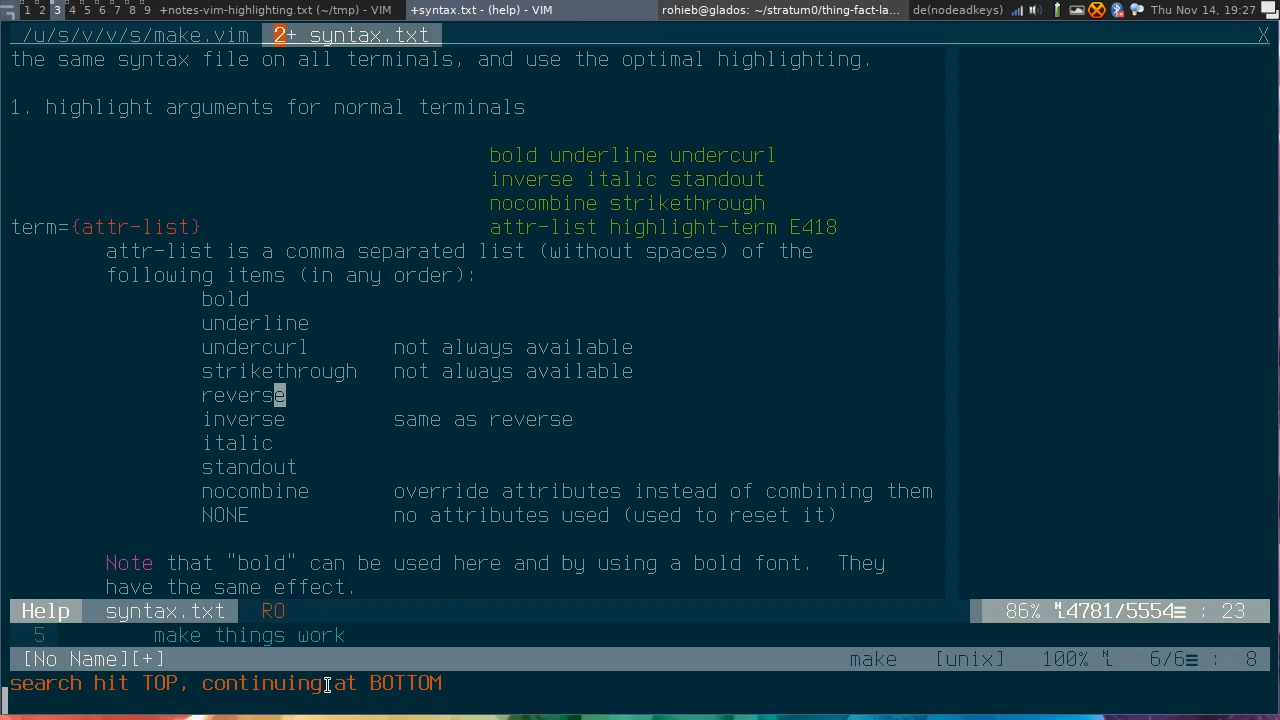 1 2 3 4 5 6 7 8 9 +notes-vim-highlighting.txt (~/tmp) - VIM +syntax.txt - (help) - VIM rohieb@glados: ~/stratum0/thing-fact-la... de(nodeadkeys) Thu Nov 14, 19:27
/u/s/v/v/s/make.vim 2+ syntax.txt X
the same syntax file on all terminals, and use the optimal highlighting.
1. highlight arguments for normal terminals
bold underline undercurl
inverse italic standout
nocombine strikethrough
term={attr-list} attr-list highlight-term E418
attr-list is a comma separated list (without spaces) of the
following items (in any order):
bold
underline
undercurl not always available
strikethrough not always available
reverse
inverse same as reverse
italic
standout
nocombine override attributes instead of combining them
NONE no attributes used (used to reset it)
Note that "bold" can be used here and by using a bold font. They
have the same effect.
Help syntax.txt RO 86% ␤4781/5554≡ : 23
5 make things work
[No Name][+] make [unix] 100% ␤ 6/6≡ : 8
search hit TOP, continuing at BOTTOM